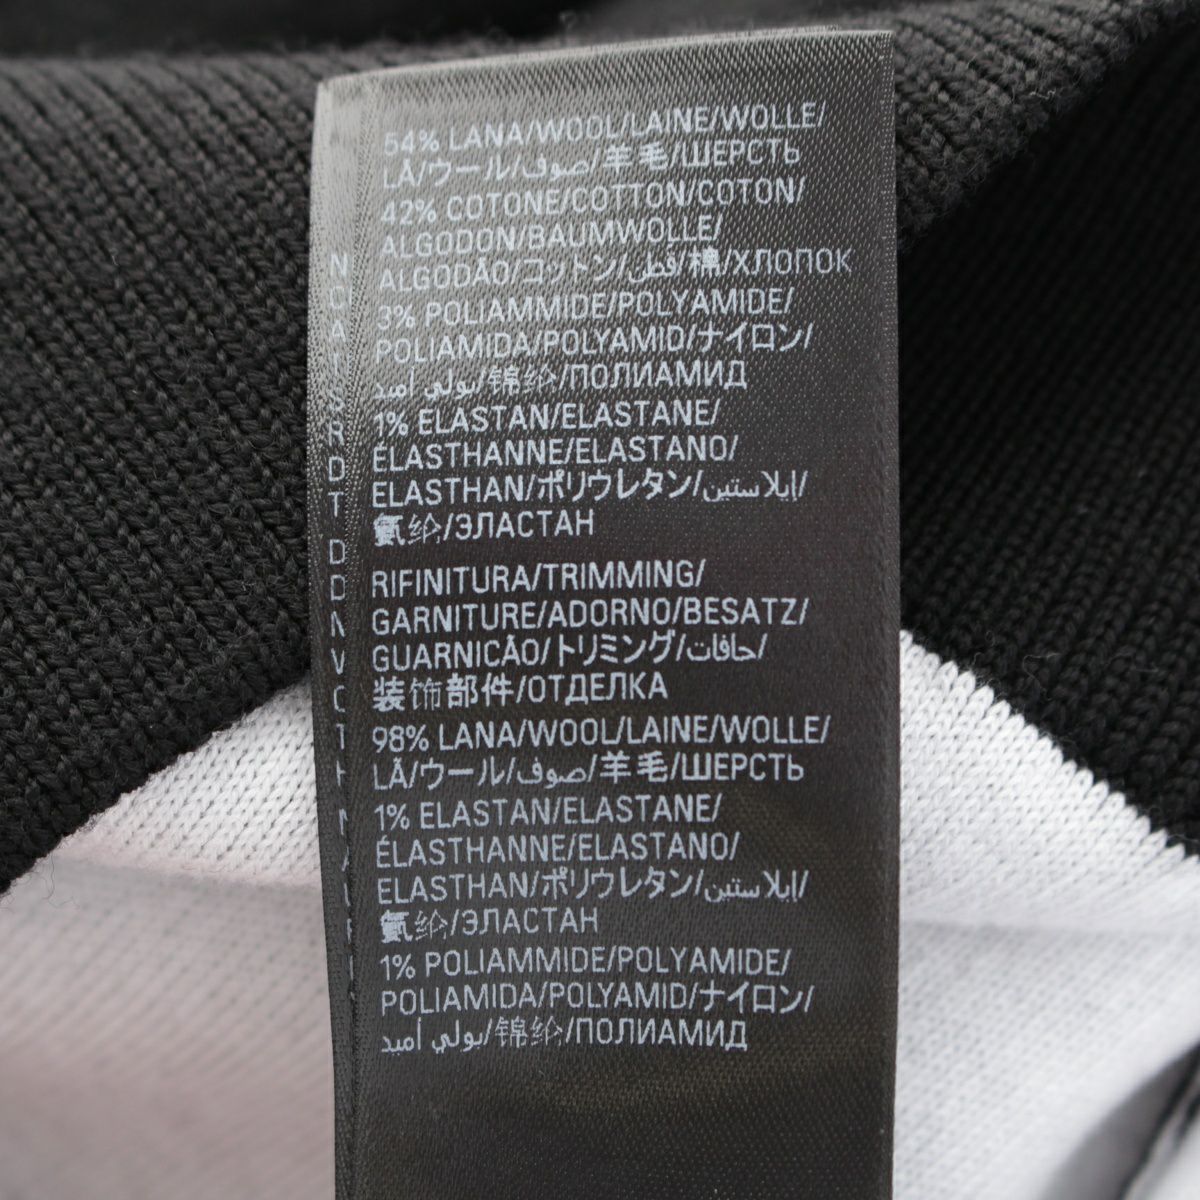 54% LANA/WOOL/LAINE/WOLLE/
LÃ/ウール/صوف/羊毛/ШЕРСТЬ
42% COTONE/COTTON/COTON/
ALGODON/BAUMWOLLE/
ALGODÃO/コットン/قطن/棉/ХЛОПОК
3% POLIAMMIDE/POLYAMIDE/
POLIAMIDA/POLYAMID/ナイロン/
بولي أميد/锦纶/ПОЛИАМИД
1% ELASTAN/ELASTANE/
ÉLASTHANNE/ELASTANO/
ELASTHAN/ポリウレタン/إيلاستين/
氨纶/ЭЛАСТАН
RIFINITURA/TRIMMING/
GARNITURE/ADORNO/BESATZ/
GUARNICÃO/トリミング/حافات/
装饰部件/ОТДЕЛКА
98% LANA/WOOL/LAINE/WOLLE/
LÃ/ウール/صوف/羊毛/ШЕРСТЬ
1% ELASTAN/ELASTANE/
ÉLASTHANNE/ELASTANO/
ELASTHAN/ポリウレタン/إيلاستين/
氨纶/ЭЛАСТАН
1% POLIAMMIDE/POLYAMIDE/
POLIAMIDA/POLYAMID/ナイロン/
بولي أميد/锦纶/ПОЛИАМИД